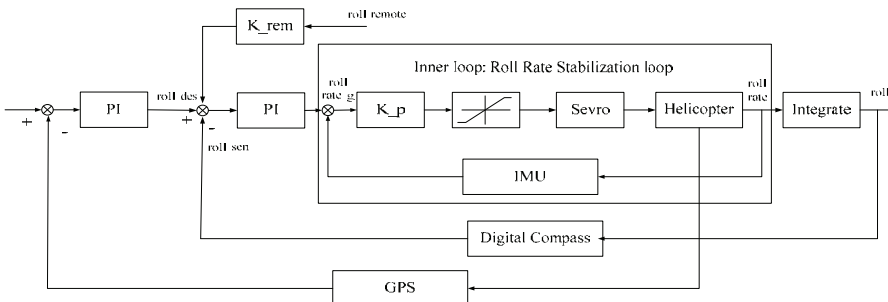 K_rem
roll remote
Inner loop: Roll Rate Stabilization loop
PI
roll des
PI
roll
rate g
K_p
Sevro
Helicopter
roll
rate
Integrate
roll
+
-
+
-
roll sen
IMU
Digital Compass
GPS